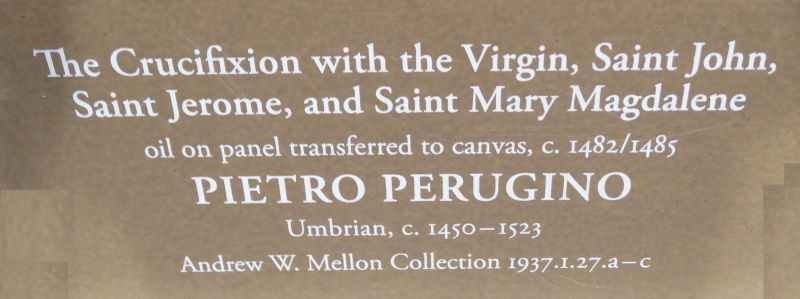 The Crucifixion with the Virgin, Saint John,
Saint Jerome, and Saint Mary Magdalene
oil on panel transferred to canvas, c. 1482/1485
PIETRO PERUGINO
Umbrian, c. 1450–1523
Andrew W. Mellon Collection 1937.1.27.a–c